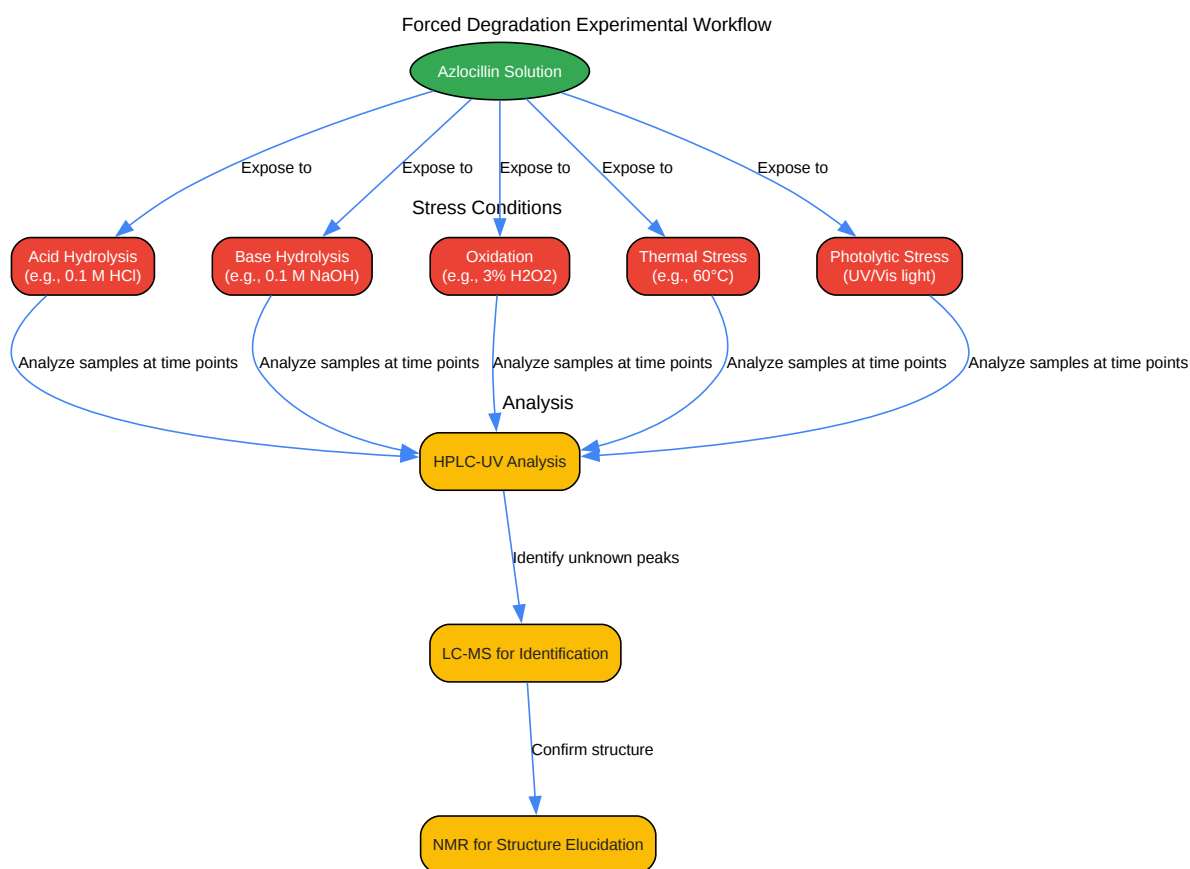 Forced Degradation Experimental Workflow
Azlocillin Solution
Expose to
Expose to
Expose to
Expose to
Expose to
Stress Conditions
Acid Hydrolysis
(e.g., 0.1 M HCl)
Base Hydrolysis
(e.g., 0.1 M NaOH)
Oxidation
(e.g., 3% H2O2)
Thermal Stress
(e.g., 60°C)
Photolytic Stress
(UV/Vis light)
Analyze samples at time points
Analyze samples at time points
Analyze samples at time points
Analyze samples at time points
Analyze samples at time points
Analysis
HPLC-UV Analysis
Identify unknown peaks
LC-MS for Identification
Confirm structure
NMR for Structure Elucidation